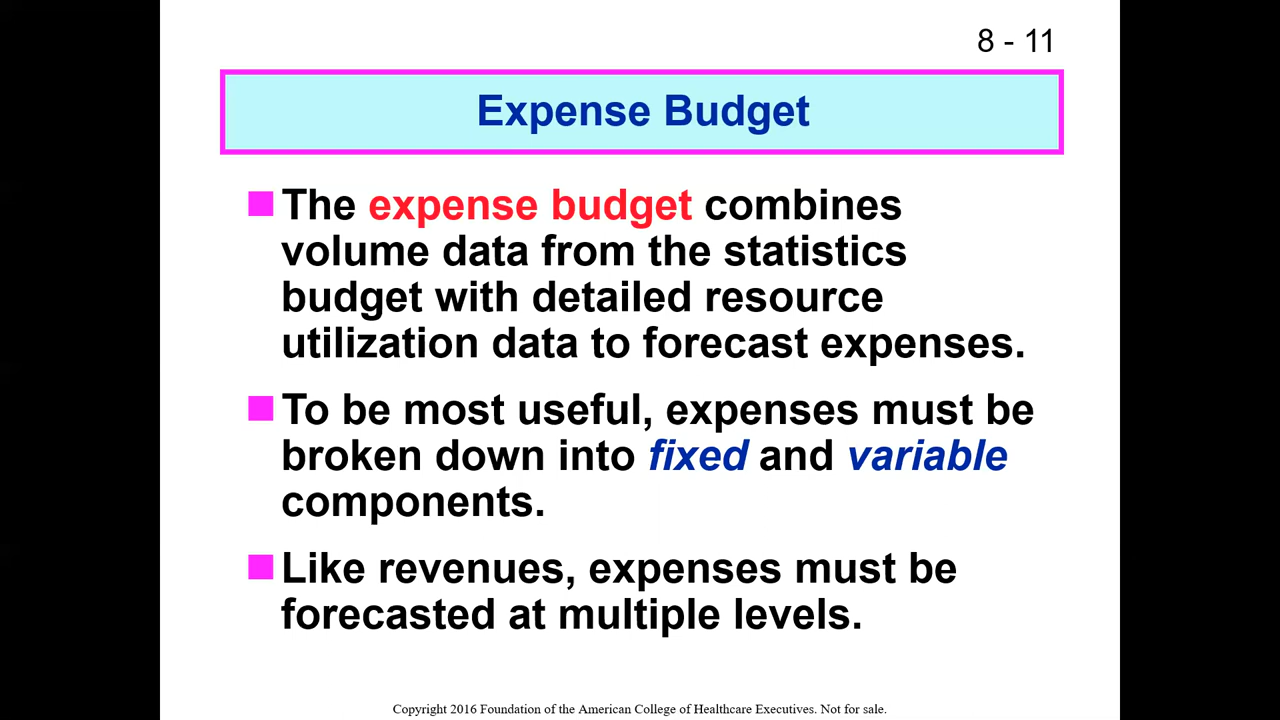 8 - 11
Expense Budget
The expense budget combines
volume data from the statistics
budget with detailed resource
utilization data to forecast expenses.
To be most useful, expenses must be
broken down into fixed and variable
components.
Like revenues, expenses must be
forecasted at multiple levels.
Copyright 2016 Foundation of the American College of Healthcare Executives. Not for sale.